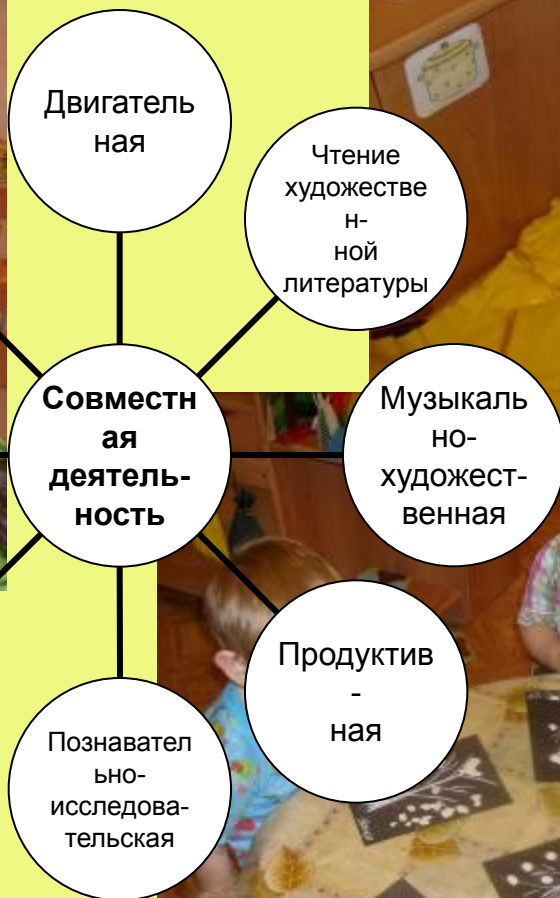 Двигатель
ная
Чтение
художестве
н-
ной
литературы
Совместн
ая
деятель-
ность
Музыкаль
но-
художест-
венная
Продуктив
-
ная
Познавател
ьно-
исследова-
тельская